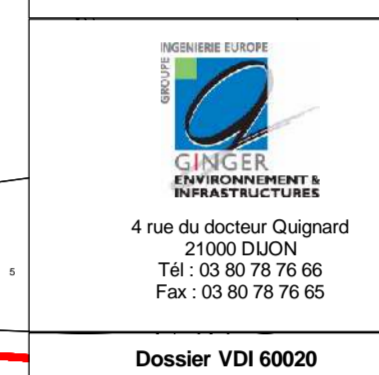 INGENIERIE EUROPE
GROUPE
GINGER
ENVIRONNEMENT &
INFRASTRUCTURES
4 rue du docteur Quignard
21000 DIJON
Tél : 03 80 78 76 66
Fax : 03 80 78 76 65
5
Dossier VDI 60020